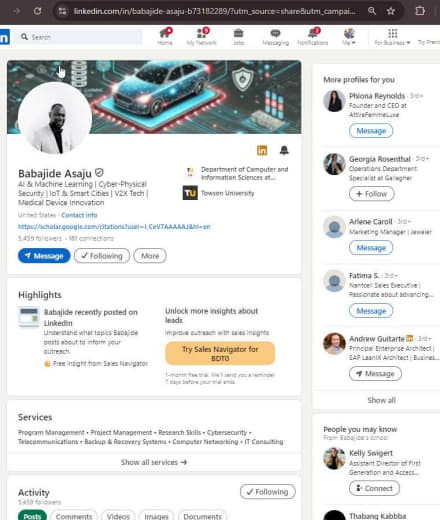 linkedin.com/in/babajide-asaju-b73182289/?utm_source=share&utm_campai...
in
Search
Home
My Network
Jobs
Messaging
Notifications
Me
For Business
Try Premi
Babajide Asaju
AI & Machine Learning | Cyber-Physical
Security | IoT & Smart Cities | V2X Tech |
Medical Device Innovation
United States · Contact info
5,459 followers · 181 connections
Message
Following
More
in
Department of Computer and
Information Sciences at...
TU
Towson University
Highlights
Babajide recently posted on
LinkedIn
Understand what topics Babajide
posts about to inform your
outreach.
Free insight from Sales Navigator
Unlock more insights about
leads
Improve outreach with sales insights
Try Sales Navigator for
BDT0
1-month free trial. We'll send you a reminder
7 days before your trial ends.
Services
Program Management • Project Management • Research Skills • Cybersecurity •
Telecommunications • Backup & Recovery Systems • Computer Networking • IT Consulting
Show all services →
Activity
5,459 followers
Following
Posts
Comments
Videos
Images
Documents
More profiles for you
Phiona Reynolds · 3rd+
Founder and CEO at
AttireFemmeLuxe
Message
Georgia Rosenthal · 3rd+
Operations Department
Specialist at Gallagher
+ Follow
Arlene Caroll · 3rd+
Marketing Manager | Jeweler
Message
Fatima S. · 3rd+
Nantcell Sales Executive |
Passionate about advancing...
Message
Andrew Guitarte in · 3rd+
Principal Enterprise Architect |
SAP LeanIX Architect | Busines...
Message
Show all
People you may know
From Babajide's school
Kelly Swigert
Assistant Director of First
Generation and Access...
Connect
Thabang Kabbba